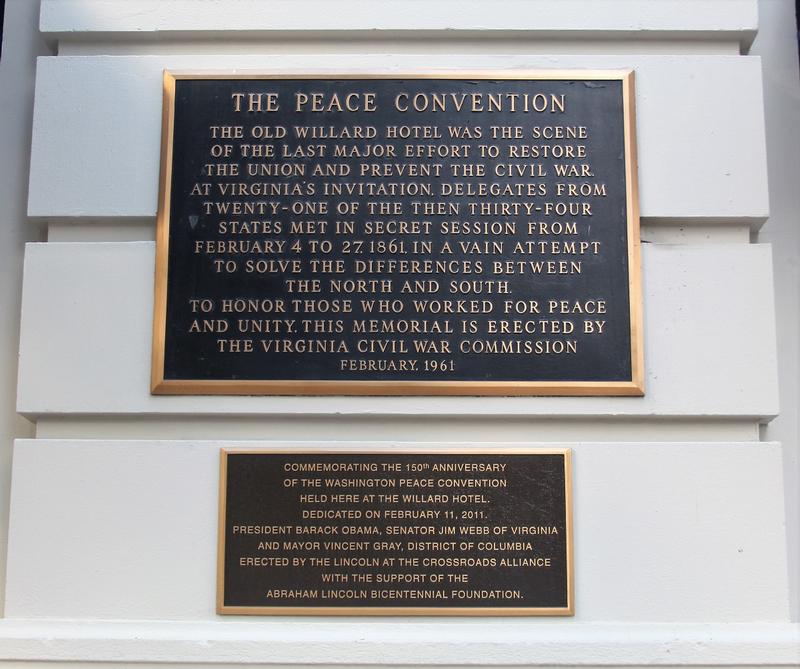 THE PEACE CONVENTION
THE OLD WILLARD HOTEL WAS THE SCENE
OF THE LAST MAJOR EFFORT TO RESTORE
THE UNION AND PREVENT THE CIVIL WAR.
AT VIRGINIA'S INVITATION, DELEGATES FROM
TWENTY-ONE OF THE THEN THIRTY-FOUR
STATES MET IN SECRET SESSION FROM
FEBRUARY 4 TO 27, 1861, IN A VAIN ATTEMPT
TO SOLVE THE DIFFERENCES BETWEEN
THE NORTH AND SOUTH.
TO HONOR THOSE WHO WORKED FOR PEACE
AND UNITY, THIS MEMORIAL IS ERECTED BY
THE VIRGINIA CIVIL WAR COMMISSION
FEBRUARY, 1961
COMMEMORATING THE 150th ANNIVERSARY
OF THE WASHINGTON PEACE CONVENTION
HELD HERE AT THE WILLARD HOTEL.
DEDICATED ON FEBRUARY 11, 2011.
PRESIDENT BARACK OBAMA, SENATOR JIM WEBB OF VIRGINIA
AND MAYOR VINCENT GRAY, DISTRICT OF COLUMBIA
ERECTED BY THE LINCOLN AT THE CROSSROADS ALLIANCE
WITH THE SUPPORT OF THE
ABRAHAM LINCOLN BICENTENNIAL FOUNDATION.